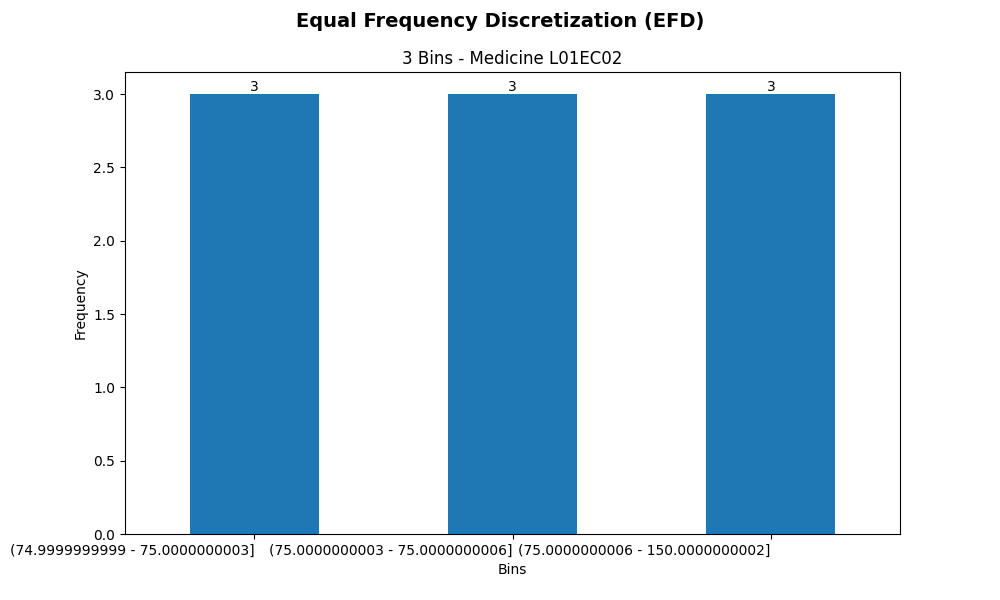 Equal Frequency Discretization (EFD)
3 Bins - Medicine L01EC02
3 3 3
3.0
2.5
2.0
1.5
1.0
0.5
0.0
Frequency
(74.9999999999 - 75.0000000003] (75.0000000003 - 75.0000000006] (75.0000000006 - 150.0000000002]
Bins